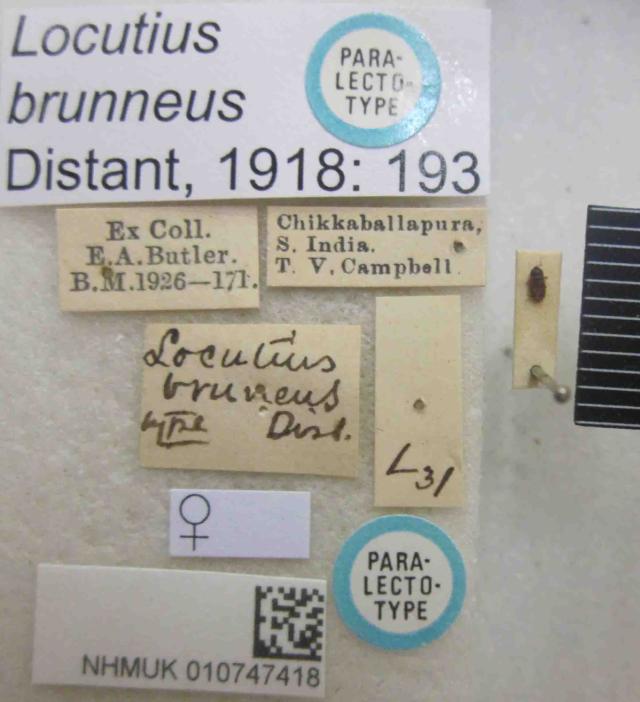 Locutius
brunneus
Distant, 1918: 193
PARA-
LECTO-
TYPE
Ex Coll.
E.A.Butler.
B.M.1926—171.
Chikkaballapura,
S. India.
T. V. Campbell
Locutius
bruneus
type Dist.
L31
♀
PARA-
LECTO-
TYPE
NHMUK 010747418